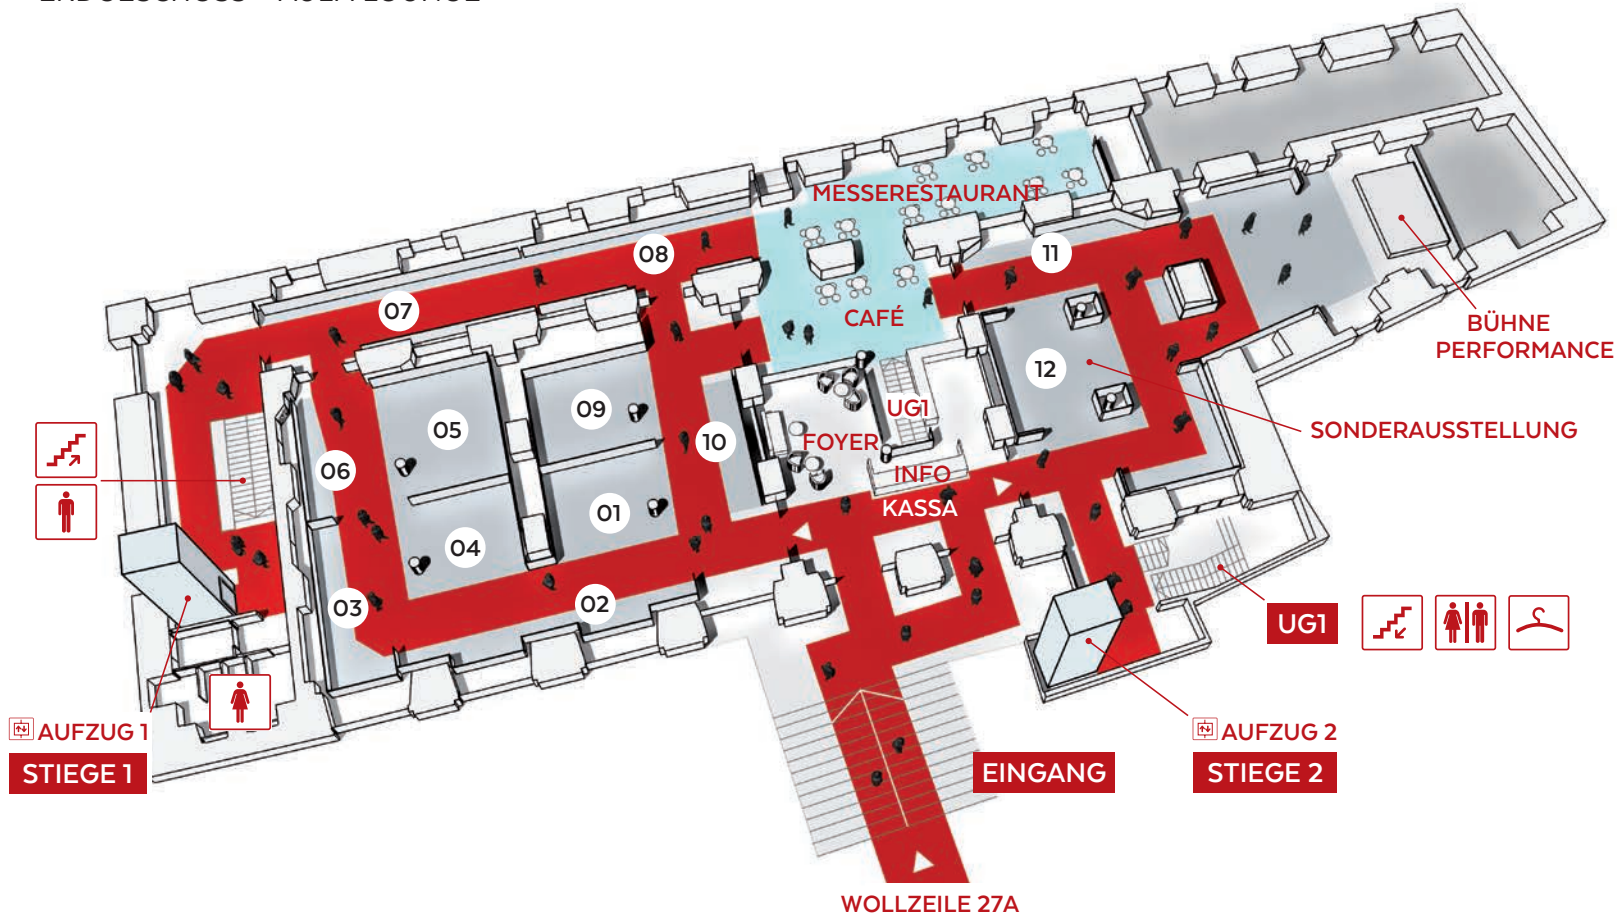 MESSERESTAURANT
08
11
07
CAFÉ
BÜHNE
PERFORMANCE
12
09
UG1
05
SONDERAUSSTELLUNG
10
FOYER
06
INFO
KASSA
01
04
03
02
UG1
AUFZUG 1
STIEGE 1
AUFZUG 2
STIEGE 2
EINGANG
WOLLZEILE 27A